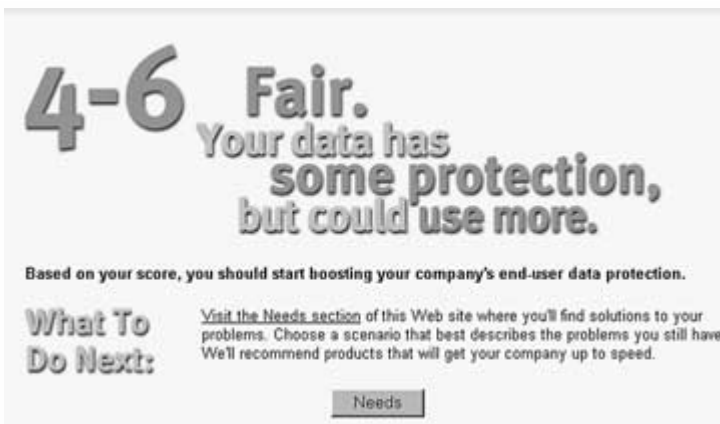 4-6 Fair.
Your data has
some protection,
but could use more.
Based on your score, you should start boosting your company's end-user data protection.
What To
Do Next:
Visit the Needs section of this Web site where you'll find solutions to your
problems. Choose a scenario that best describes the problems you still have
We'll recommend products that will get your company up to speed.
Needs